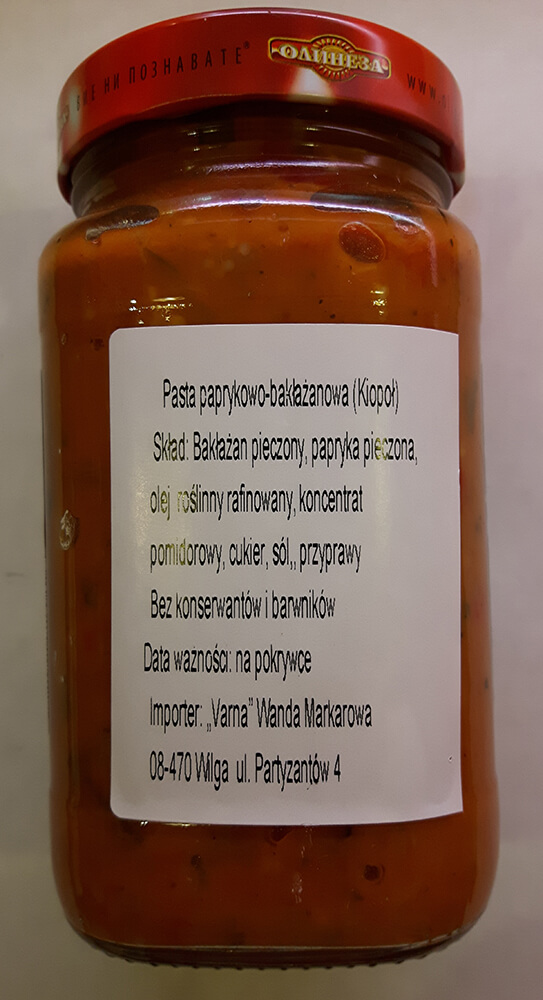 ВИЕ НИ ПОЗНАВАТЕ®
ОЛИНЕЗА
www.
Pasta paprykowo-bakłażanowa (Kiopoł)
Skład: Bakłażan pieczony, papryka pieczona,
olej roślinny rafinowany, koncentrat
pomidorowy, cukier, sól,, przyprawy
Bez konserwantów i barwników
Data ważności: na pokrywce
Importer: „Varna” Wanda Markarowa
08-470 Wilga ul. Partyzantów 4